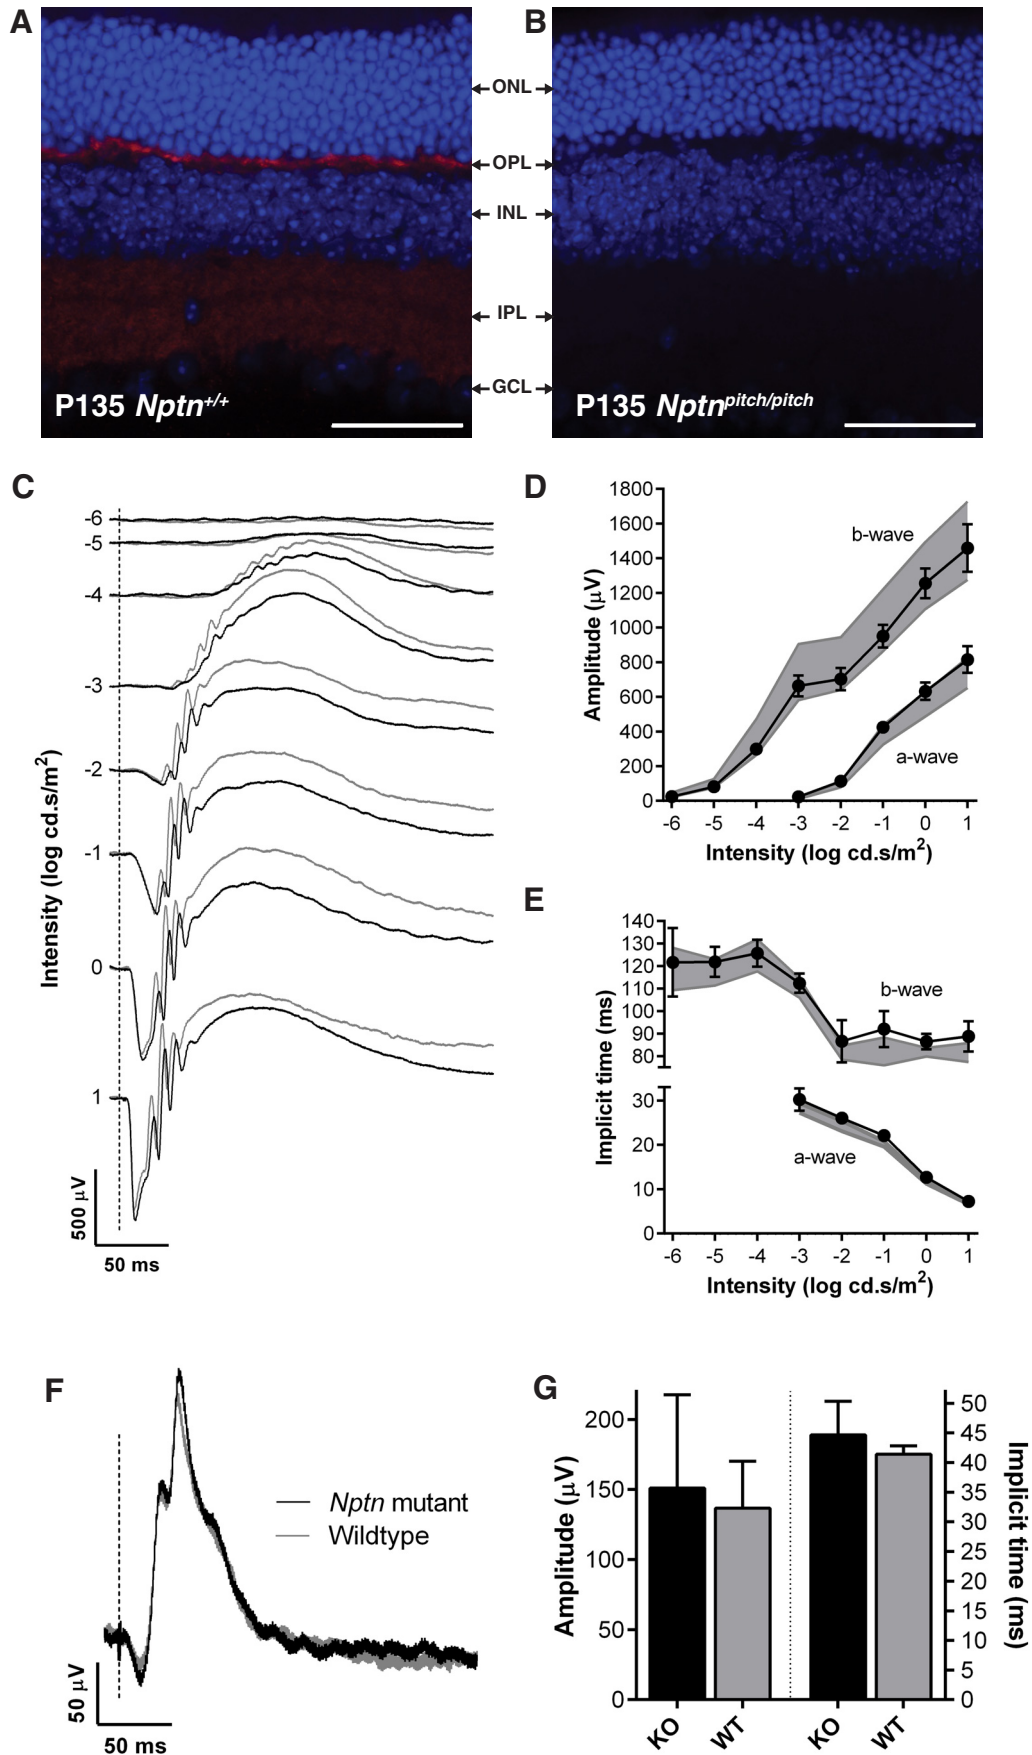 A
B
ONL
OPL
INL
IPL
GCL
P135 Nptn+/+
P135 Nptnpitch/pitch
C
-6
-5
-4
-3
-2
-1
0
1
Intensity (log cd.s/m2)
500 μV
50 ms
D
1800
1600
1400
1200
1000
800
600
400
200
0
Amplitude (μV)
b-wave
a-wave
-6 -5 -4 -3 -2 -1 0 1
Intensity (log cd.s/m2)
E
140
130
120
110
100
90
80
30
20
10
0
Implicit time (ms)
b-wave
a-wave
-6 -5 -4 -3 -2 -1 0 1
Intensity (log cd.s/m2)
F
Nptn mutant
Wildtype
50 μV
50 ms
G
200
150
100
50
0
Amplitude (μV)
50
45
40
35
30
25
20
15
10
5
0
Implicit time (ms)
KO WT KO WT